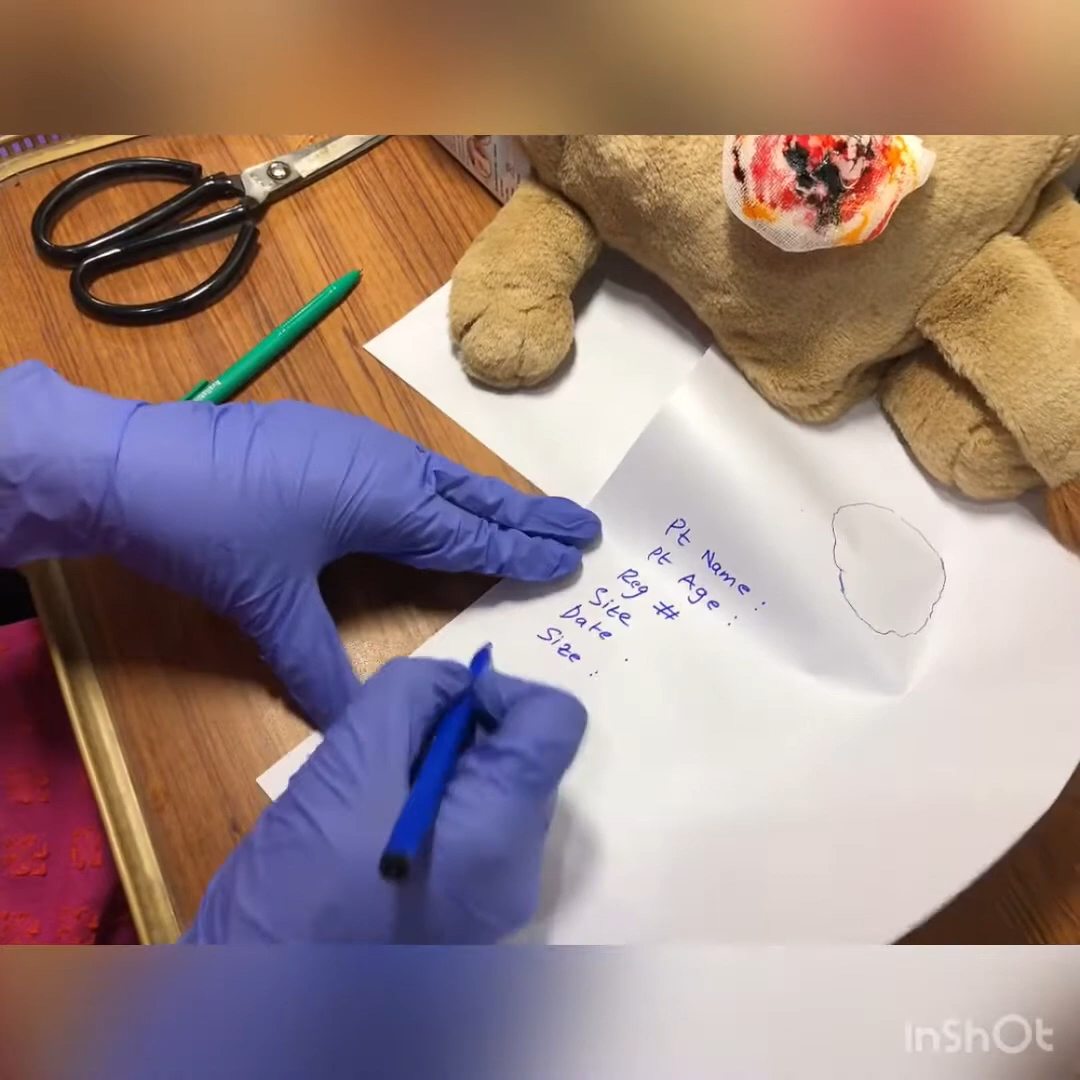 Pt Name :
Pt Age :
Reg #
Site
Date
Size :
InShOt